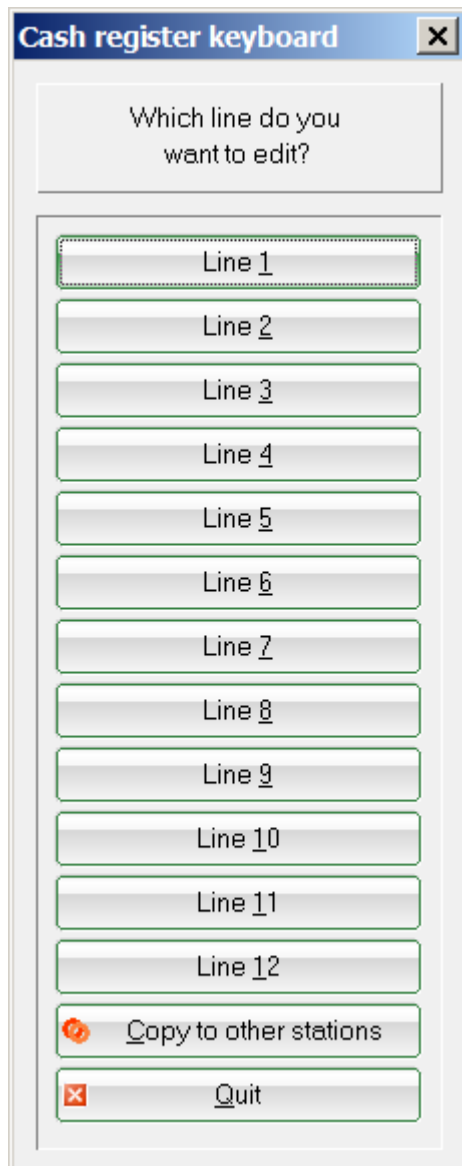 Cash register keyboard
Which line do you
want to edit?
Line 1
Line 2
Line 3
Line 4
Line 5
Line 6
Line 7
Line 8
Line 9
Line 10
Line 11
Line 12
Copy to other stations
Quit